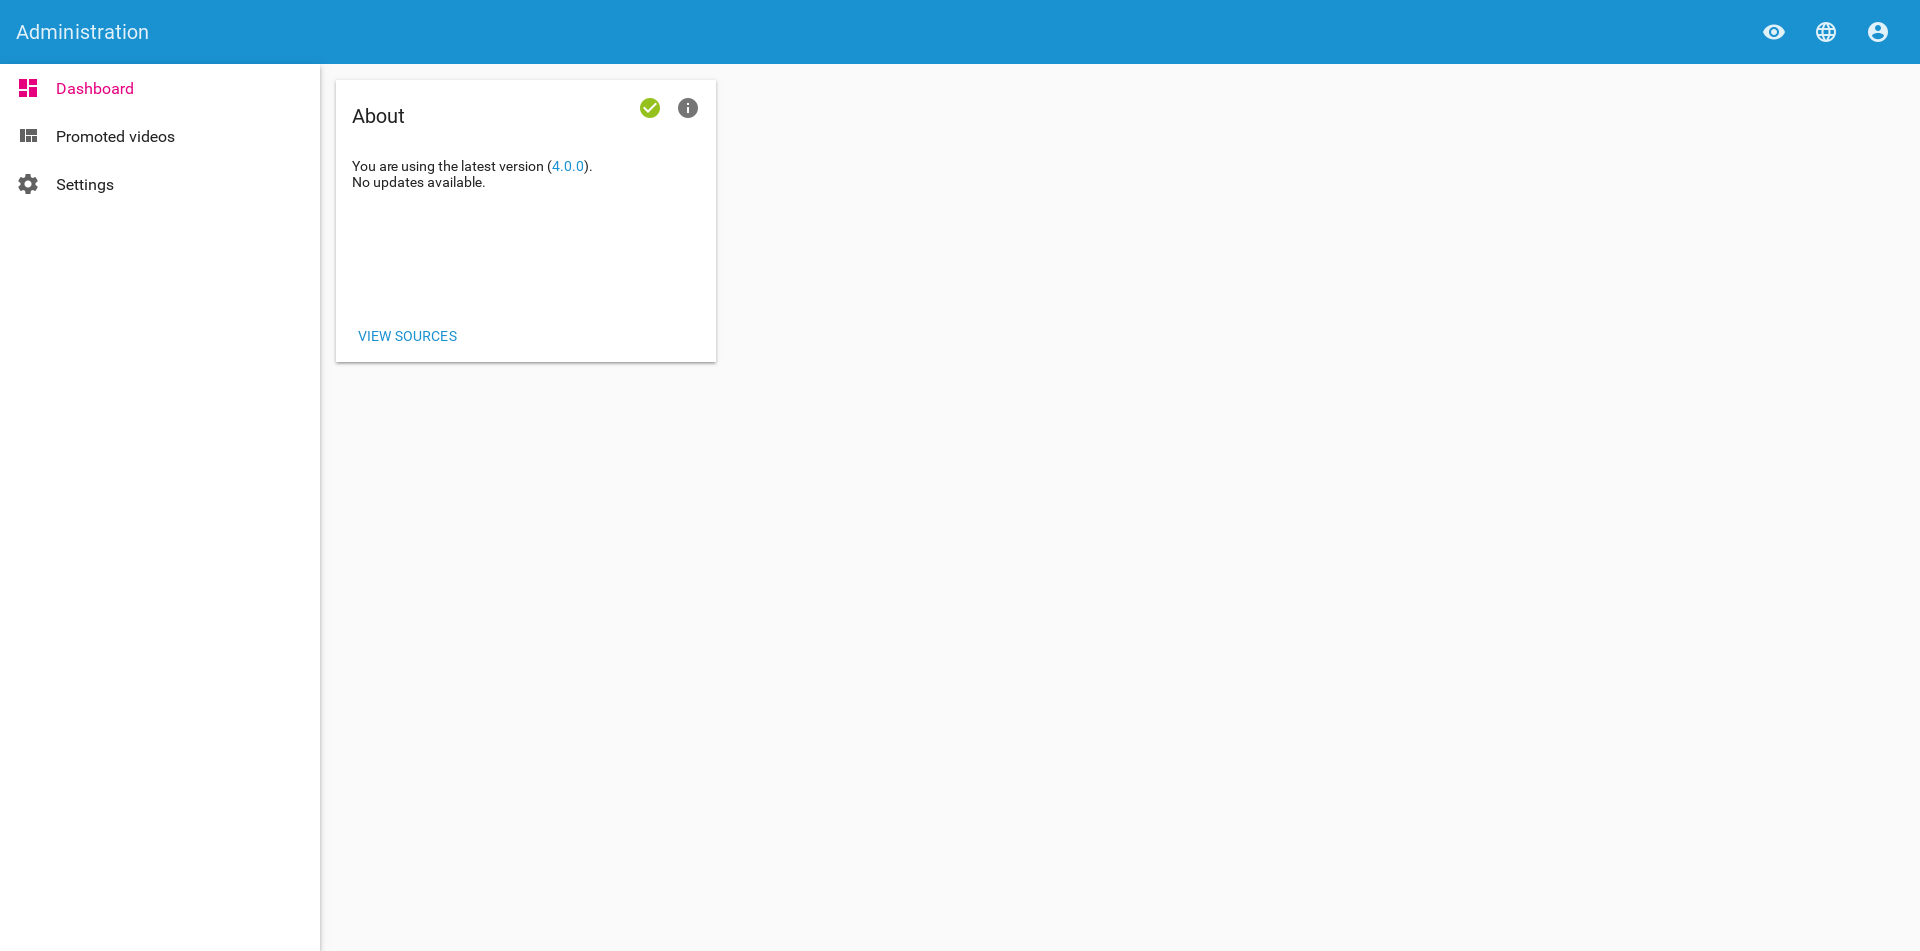 Administration
Dashboard
Promoted videos
Settings
About
You are using the latest version (4.0.0).
No updates available.
VIEW SOURCES